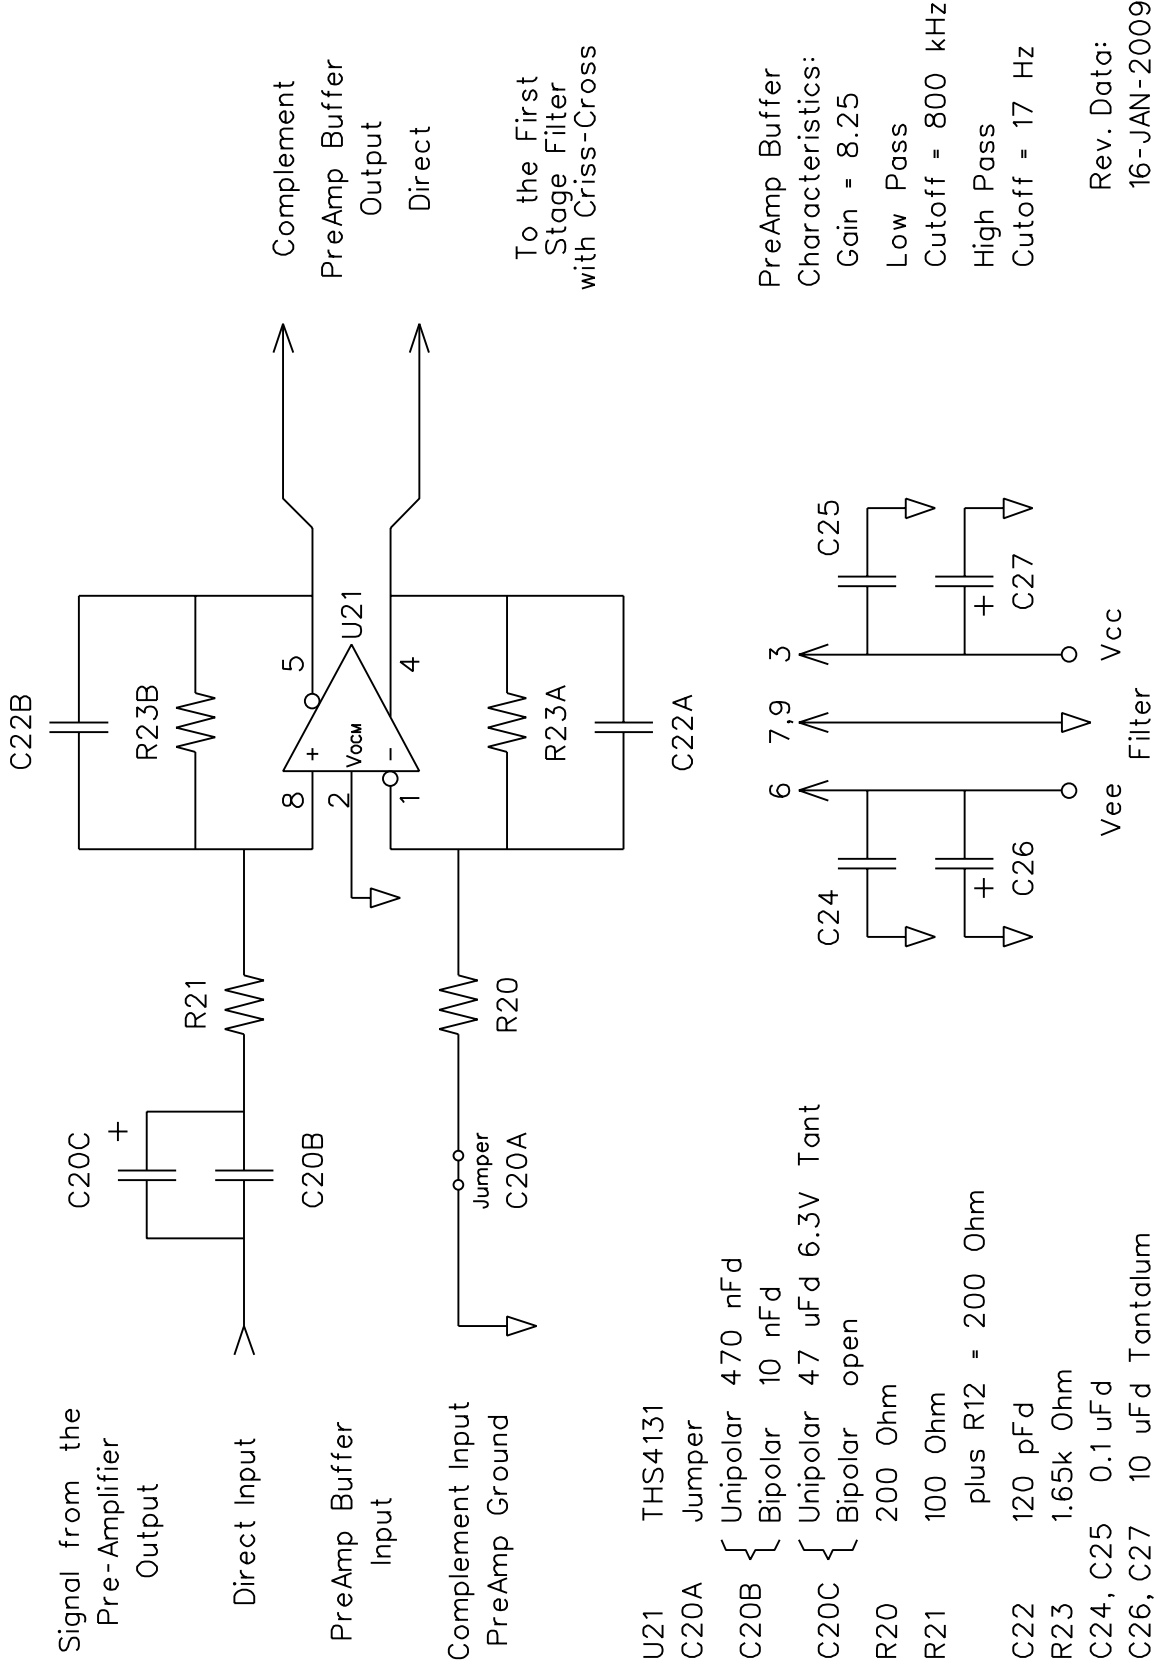 Signal from the
Pre-Amplifier
Output
Direct Input
PreAmp Buffer
Input
Complement Input
PreAmp Ground
C20C
+
C20B
Jumper
C20A
R21
R20
C22B
R23B
8
2
1
+
VOCM
−
5
4
U21
R23A
C22A
Complement
PreAmp Buffer
Output
Direct
To the First
Stage Filter
with Criss-Cross
U21 THS4131
C20A Jumper
C20B Unipolar 470 nFd
Bipolar 10 nFd
C20C Unipolar 47 uFd 6.3V Tant
Bipolar open
R20 200 Ohm
R21 100 Ohm
plus R12 = 200 Ohm
C22 120 pFd
R23 1.65k Ohm
C24, C25 0.1 uFd
C26, C27 10 uFd Tantalum
6
7,9
3
C24
C25
+
C26
+
C27
Vee
Vcc
Filter
PreAmp Buffer
Characteristics:
Gain = 8.25
Low Pass
Cutoff = 800 kHz
High Pass
Cutoff = 17 Hz
Rev. Data:
16-JAN-2009